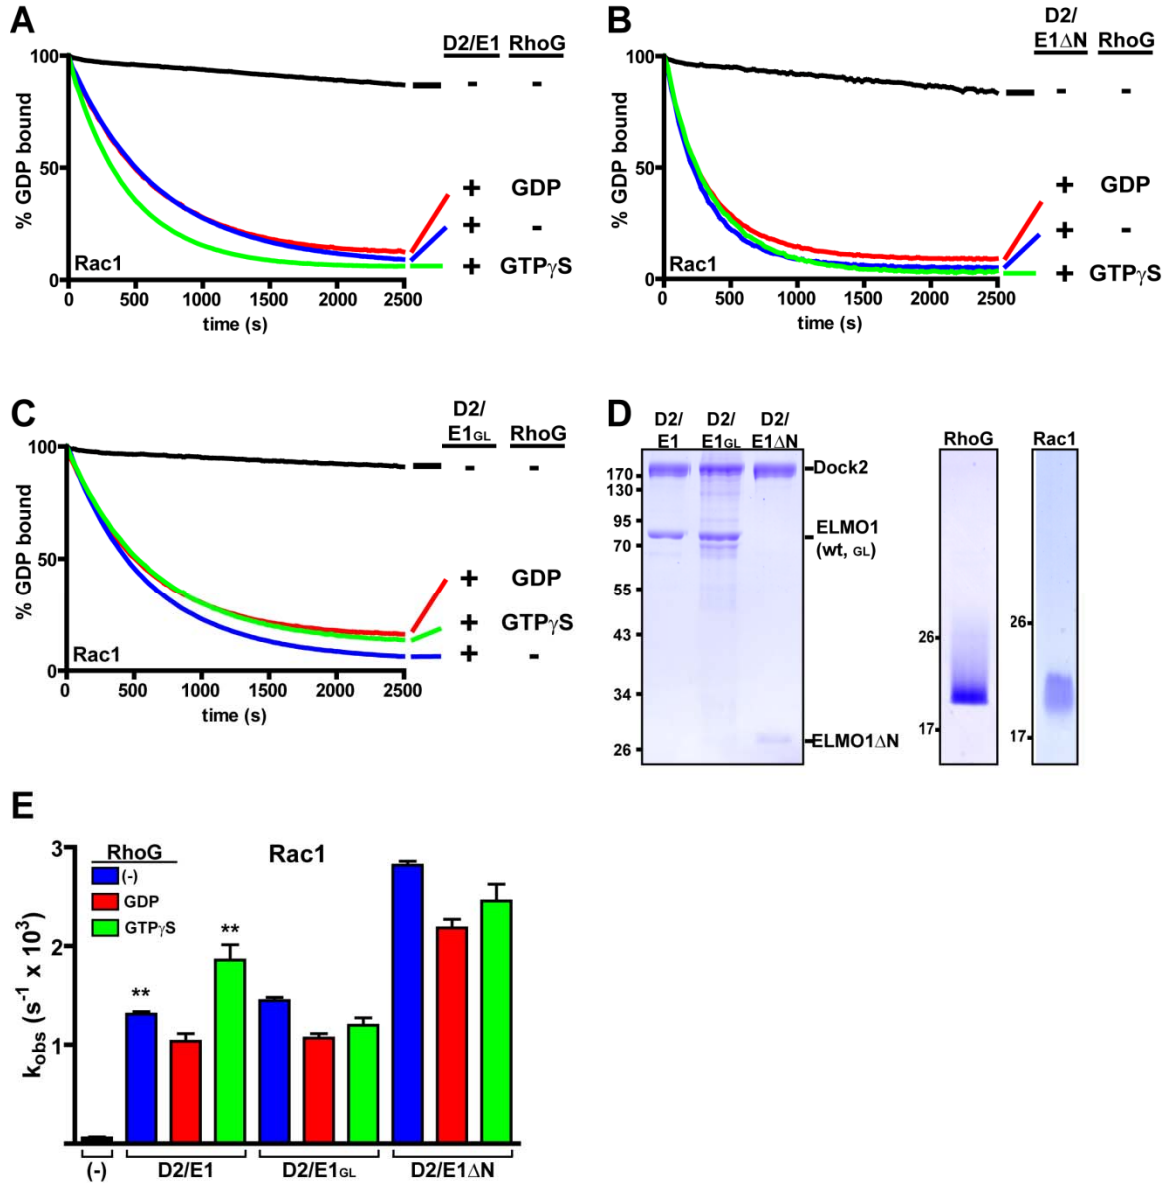 A
D2/E1 RhoG
100
50
0
% GDP bound
- -
+ GDP
+ -
+ GTPγS
Rac1
0 500 1000 1500 2000 2500
time (s)
B
D2/
E1ΔN RhoG
100
50
0
% GDP bound
- -
+ GDP
+ -
+ GTPγS
Rac1
0 500 1000 1500 2000 2500
time (s)
C
D2/
E1GL RhoG
100
50
0
% GDP bound
- -
+ GDP
+ GTPγS
+ -
Rac1
0 500 1000 1500 2000 2500
time (s)
D
D2/ D2/ D2/
E1 E1GL E1ΔN
170
130
95
70
55
43
34
26
Dock2
ELMO1
(wt, GL)
ELMO1ΔN
RhoG
26
17
Rac1
26
17
E
Rac1
RhoG
(-)
GDP
GTPγS
3
2
1
kobs (s-1 x 103)
** **
(-) D2/E1 D2/E1GL D2/E1ΔN